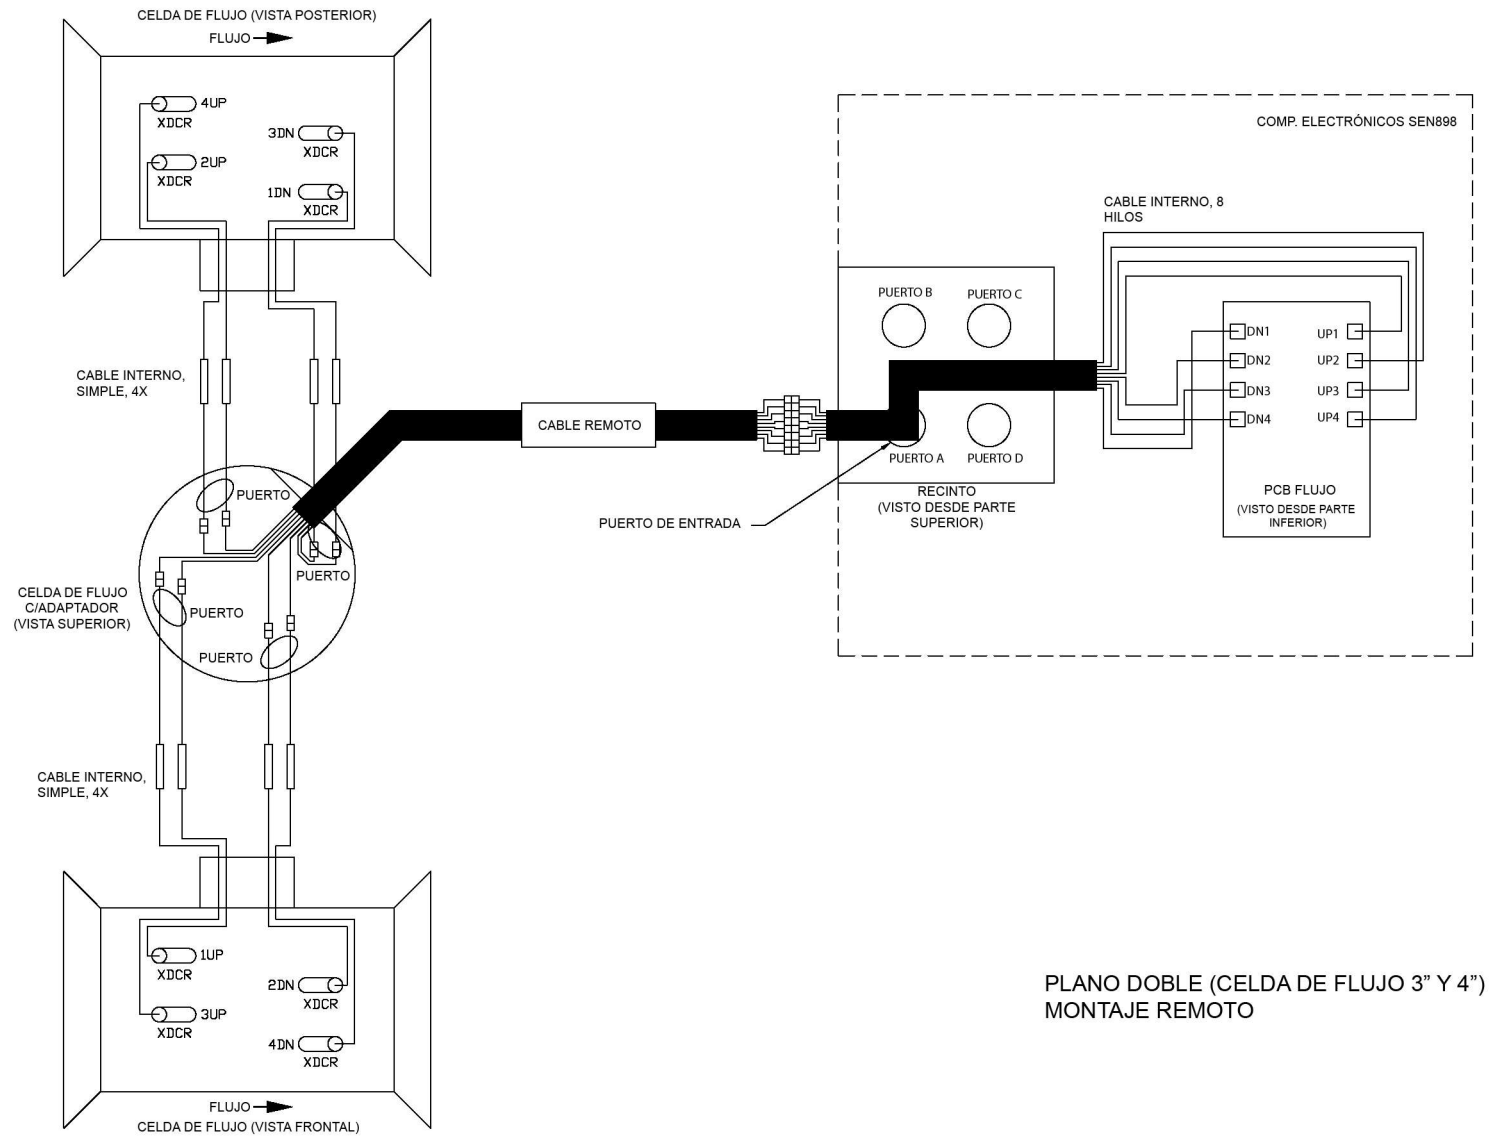 CELDA DE FLUJO (VISTA POSTERIOR)
FLUJO
4UP
XDCR
3DN
XDCR
2UP
XDCR
1DN
XDCR
COMP. ELECTRÓNICOS SEN898
CABLE INTERNO, 8
HILOS
PUERTO B
PUERTO C
DN1
UP1
DN2
UP2
DN3
UP3
DN4
UP4
CABLE INTERNO,
SIMPLE, 4X
CABLE REMOTO
PUERTO A
PUERTO D
RECINTO
(VISTO DESDE PARTE
SUPERIOR)
PCB FLUJO
(VISTO DESDE PARTE
INFERIOR)
PUERTO DE ENTRADA
PUERTO
PUERTO
PUERTO
PUERTO
CELDA DE FLUJO
C/ADAPTADOR
(VISTA SUPERIOR)
CABLE INTERNO,
SIMPLE, 4X
1UP
XDCR
2DN
XDCR
3UP
XDCR
4DN
XDCR
FLUJO
CELDA DE FLUJO (VISTA FRONTAL)
PLANO DOBLE (CELDA DE FLUJO 3” Y 4”)
MONTAJE REMOTO